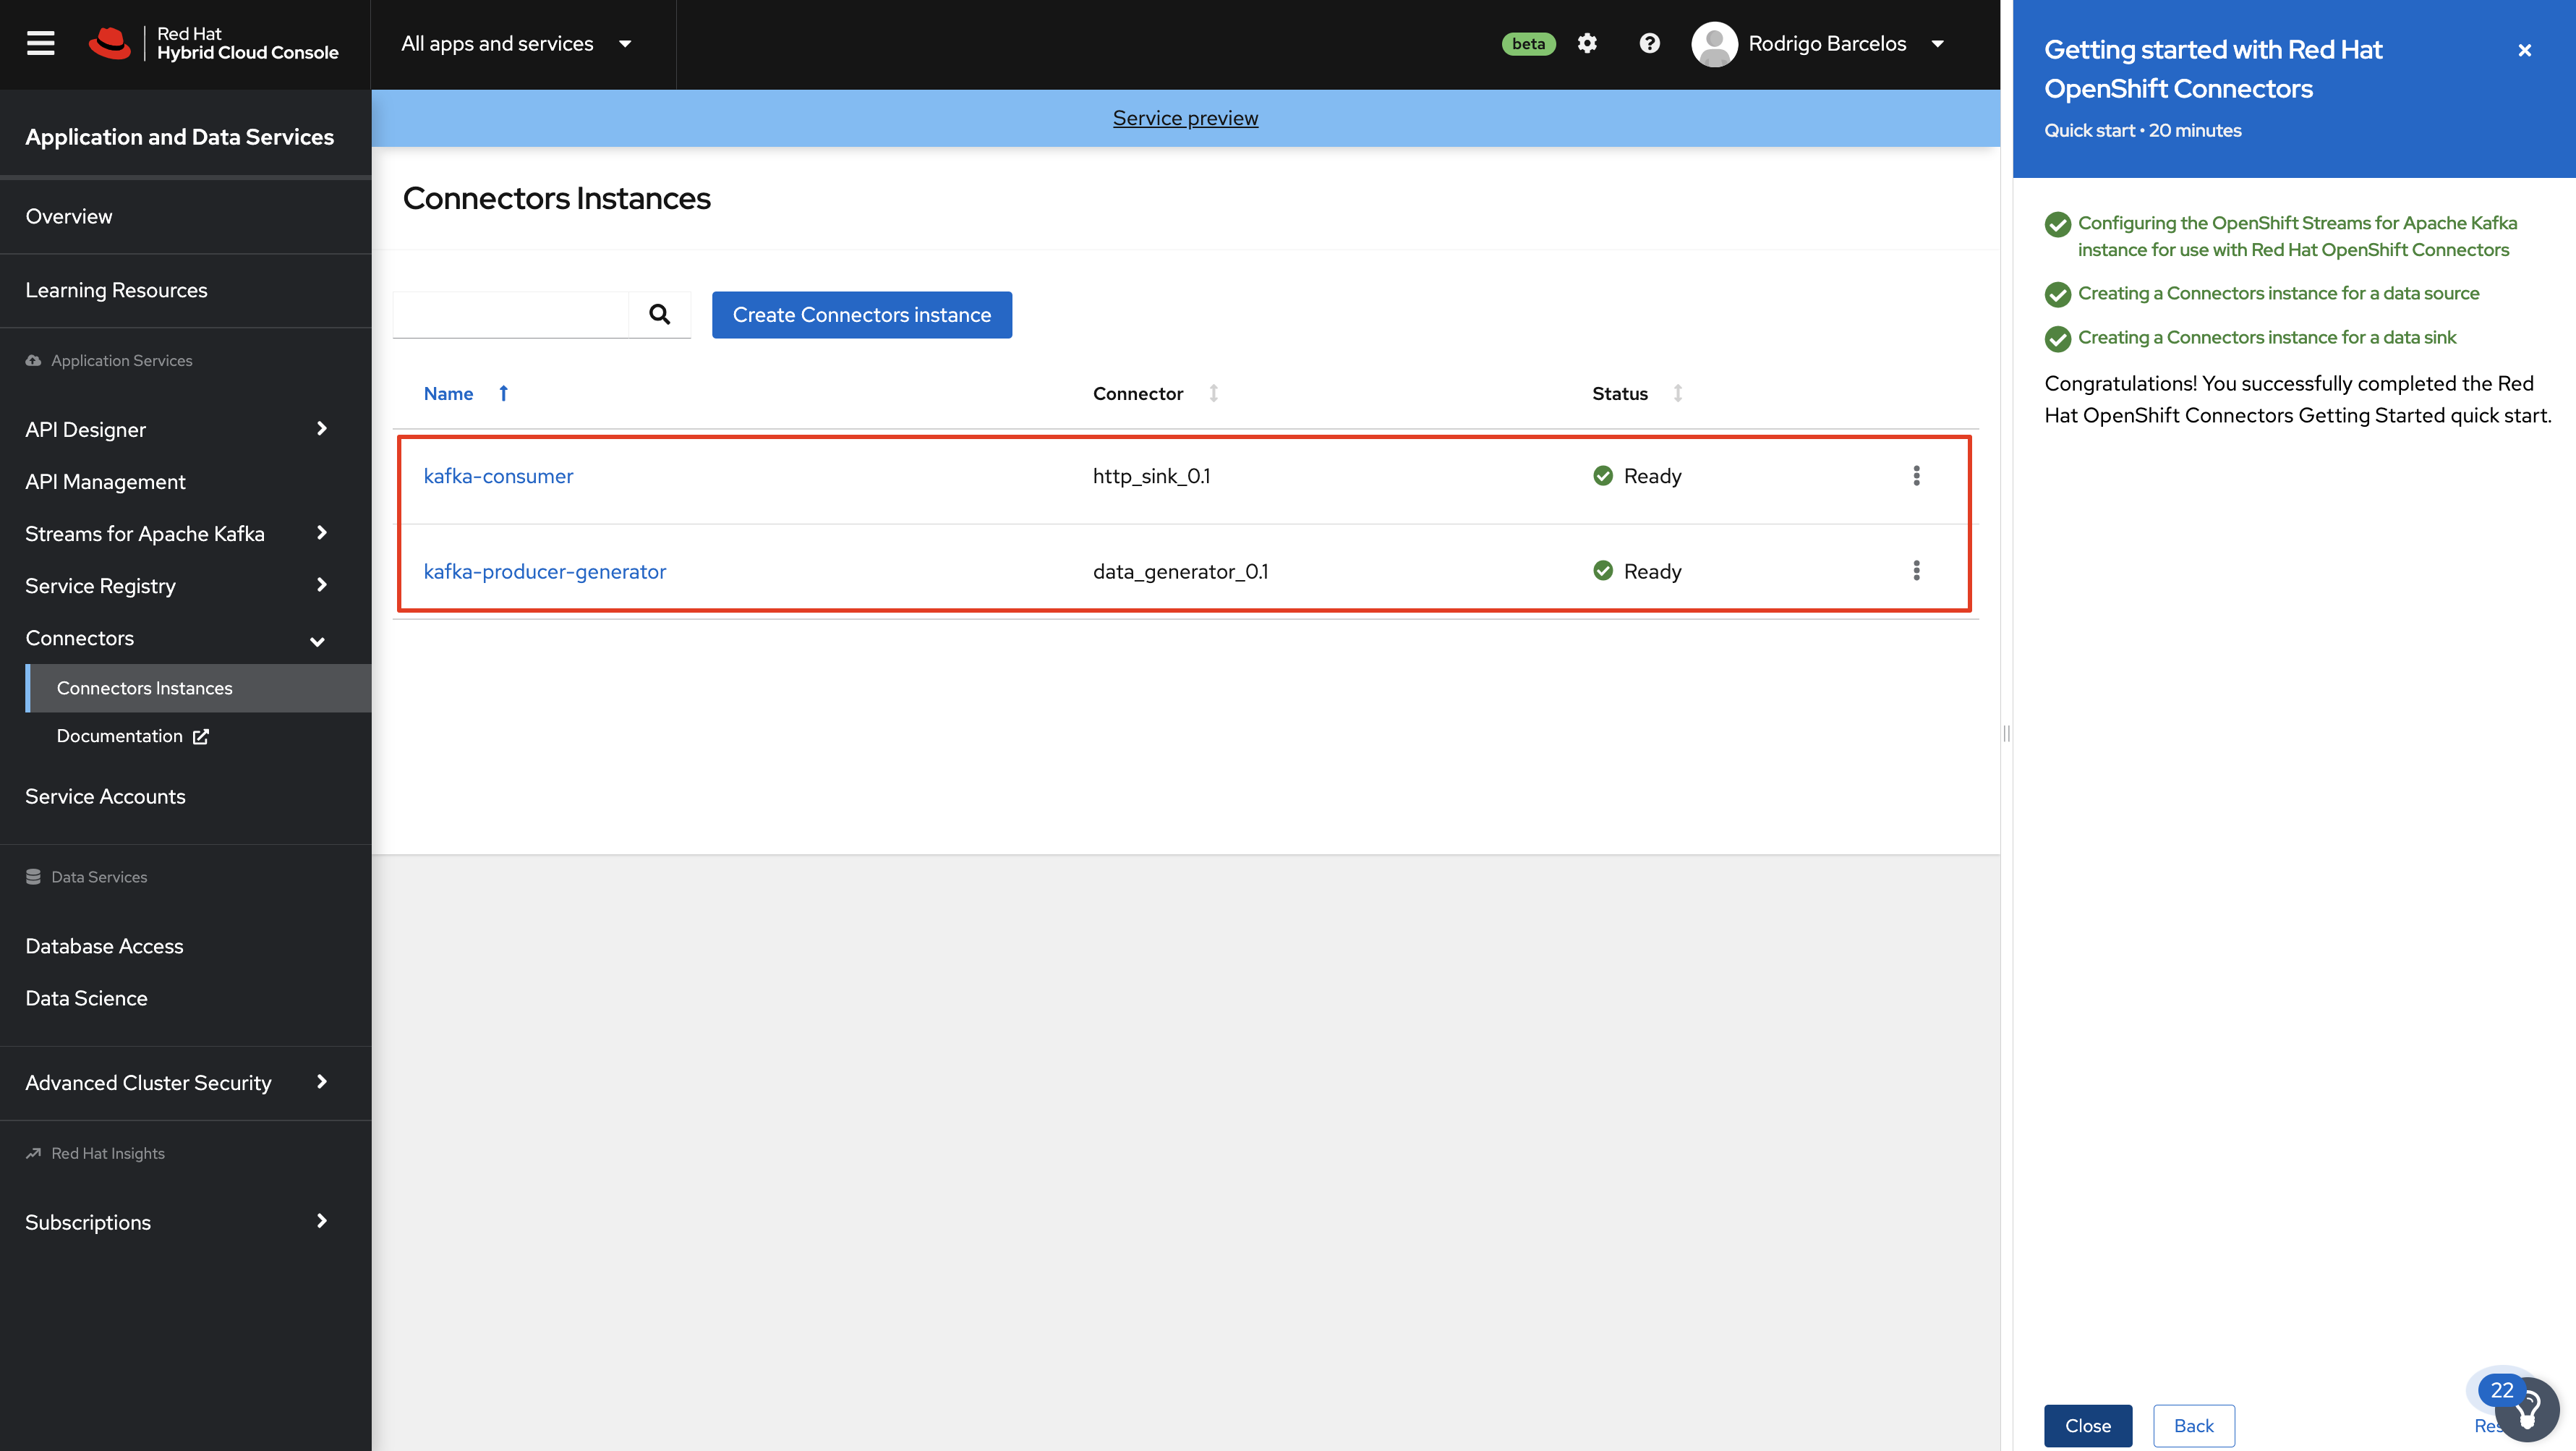 Red Hat
Hybrid Cloud Console
All apps and services
beta
Rodrigo Barcelos
Application and Data Services
Overview
Learning Resources
Application Services
API Designer
API Management
Streams for Apache Kafka
Service Registry
Connectors
Connectors Instances
Documentation
Service Accounts
Data Services
Database Access
Data Science
Advanced Cluster Security
Red Hat Insights
Subscriptions
Service preview
Connectors Instances
Create Connectors instance
Name Connector Status
kafka-consumer http_sink_0.1 Ready
kafka-producer-generator data_generator_0.1 Ready
Getting started with Red Hat
OpenShift Connectors
Quick start • 20 minutes
Configuring the OpenShift Streams for Apache Kafka
instance for use with Red Hat OpenShift Connectors
Creating a Connectors instance for a data source
Creating a Connectors instance for a data sink
Congratulations! You successfully completed the Red
Hat OpenShift Connectors Getting Started quick start.
22
Close Back